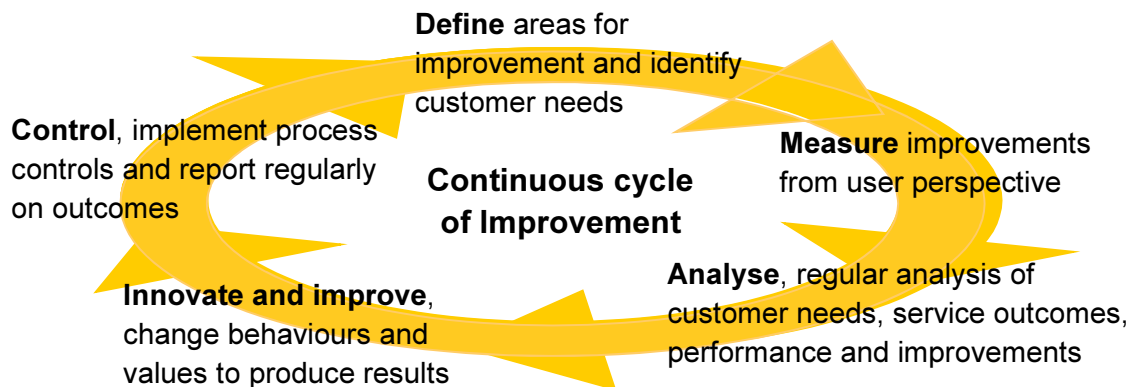 Define areas for
improvement and identify
customer needs
Measure improvements
from user perspective
Analyse, regular analysis of
customer needs, service outcomes,
performance and improvements
Innovate and improve,
change behaviours and
values to produce results
Control, implement process
controls and report regularly
on outcomes
Continuous cycle
of Improvement